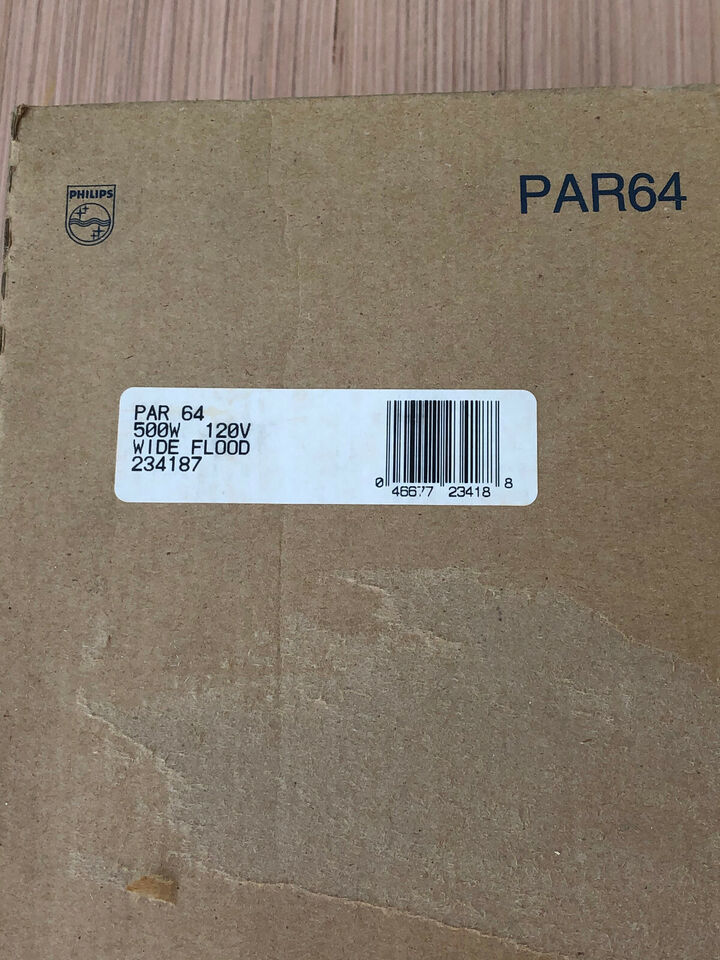 PHILIPS
PAR64
PAR 64
500W 120V
WIDE FLOOD
234187
0 46677 23418 8